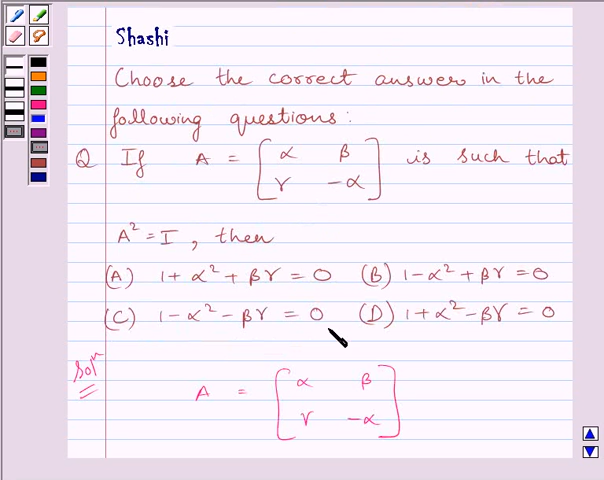 Shashi
Choose the correct answer in the
following questions:
Q If A = [α β; γ -α] is such that
A² = I, then
(A) 1 + α² + βγ = 0 (B) 1 - α² + βγ = 0
(C) 1 - α² - βγ = 0 (D) 1 + α² - βγ = 0
Solⁿ
A = [α β; γ -α]